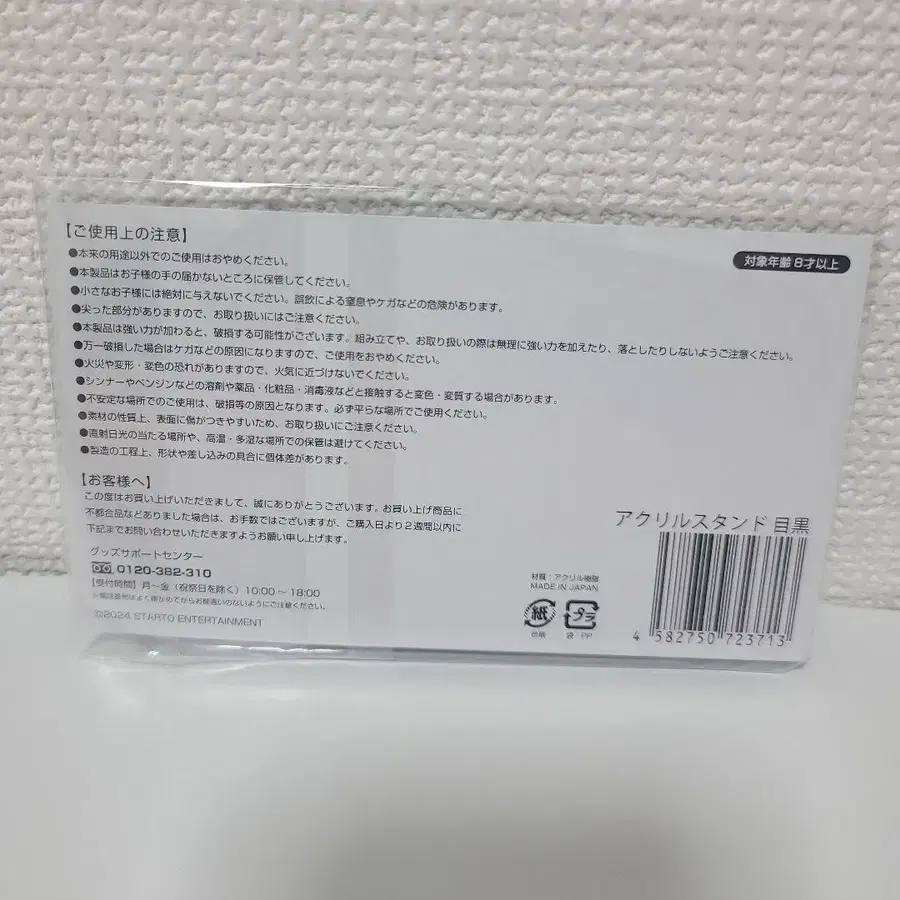 【ご使用上の注意】
対象年齢8才以上
●本来の用途以外でのご使用はおやめください。
●本製品はお子様の手の届かないところに保管してください。
●小さなお子様には絶対に与えないでください。誤飲による窒息やケガなどの危険があります。
●尖った部分がありますので、お取り扱いにはご注意ください。
●本製品は強い力が加わると、破損する可能性がございます。組み立てや、お取り扱いの際は無理に強い力を加えたり、落としたりしないようご注意ください。
●万一破損した場合はケガなどの原因になりますので、ご使用をおやめください。
●火災や変形・変色の恐れがありますので、火気に近づけないでください。
●シンナーやベンジンなどの溶剤や薬品・化粧品・消毒液などと接触すると変色・変質する場合があります。
●不安定な場所でのご使用は、破損等の原因となります。必ず平らな場所でご使用ください。
●素材の性質上、表面に傷がつきやすいため、お取り扱いにご注意ください。
●直射日光の当たる場所や、高温・多湿な場所での保管は避けてください。
●製造の工程上、形状や差し込みの具合に個体差があります。
【お客様へ】
この度はお買い上げいただきまして、誠にありがとうございます。お買い上げ商品に
不都合品などありました場合は、お手数ではございますが、ご購入日より2週間以内に
下記までお問い合わせいただきますようお願い申し上げます。
グッズサポートセンター
0120-382-310
【受付時間】月〜金（祝祭日を除く）10:00〜18:00
※電話番号はよく確かめてからお間違いのないようにご注意ください。
©2024 STARTO ENTERTAINMENT
アクリルスタンド 目黒
材質：アクリル樹脂
MADE IN JAPAN
紙 プラ
台紙 袋：PP
4 582750 723713